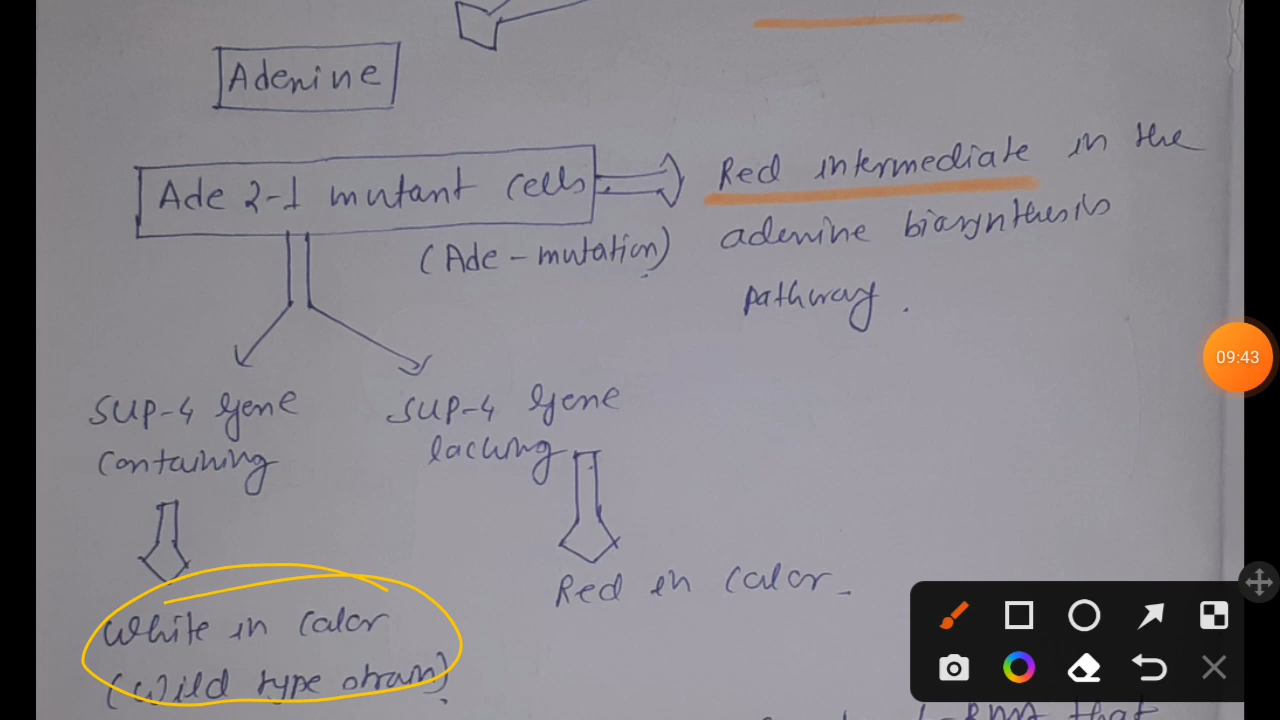 Adenine
Ade 2-1 mutant cells
Red intermediate in the
(Ade - mutation)
adenine biosynthesis
pathway.
SUP-4 gene
containing
SUP-4 gene
lacking
White in color
(Wild type strain)
Red in color.
09:43
that